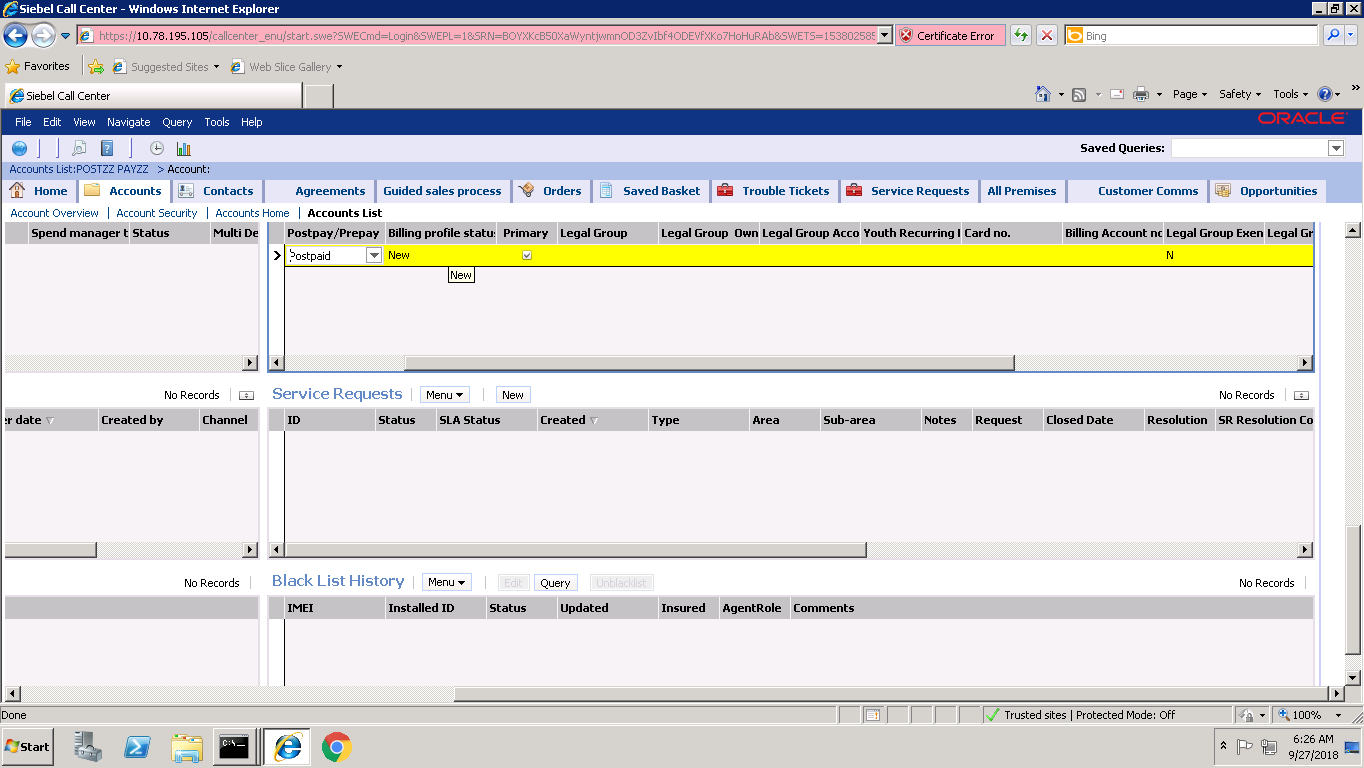 Siebel Call Center - Windows Internet Explorer
https://10.78.195.105/callcenter_enu/start.swe?SWECmd=Login&SWEPL=1&SRN=BOYXKcB50XaWyntjwmnOD3ZvIbf4ODEVfXKo7HoHuRAb&SWETS=153802585 Certificate Error Bing
Favorites Suggested Sites Web Slice Gallery
Siebel Call Center Page Safety Tools »
File Edit View Navigate Query Tools Help ORACLE
Saved Queries:
Accounts List:POSTZZ PAYZZ > Account:
Home Accounts Contacts Agreements Guided sales process Orders Saved Basket Trouble Tickets Service Requests All Premises Customer Comms Opportunities
Account Overview Account Security Accounts Home Accounts List
Spend manager t Status Multi De Postpay/Prepay Billing profile status Primary Legal Group Legal Group Own Legal Group Acco Youth Recurring Card no. Billing Account no Legal Group Exen Legal Gr
Postpaid New N
New
No Records Service Requests Menu New No Records
er date Created by Channel ID Status SLA Status Created Type Area Sub-area Notes Request Closed Date Resolution SR Resolution Co
No Records Black List History Menu Edit Query Unblacklist No Records
IMEI Installed ID Status Updated Insured AgentRole Comments
Done Trusted sites | Protected Mode: Off 100%
Start C:\ 6:26 AM
9/27/2018